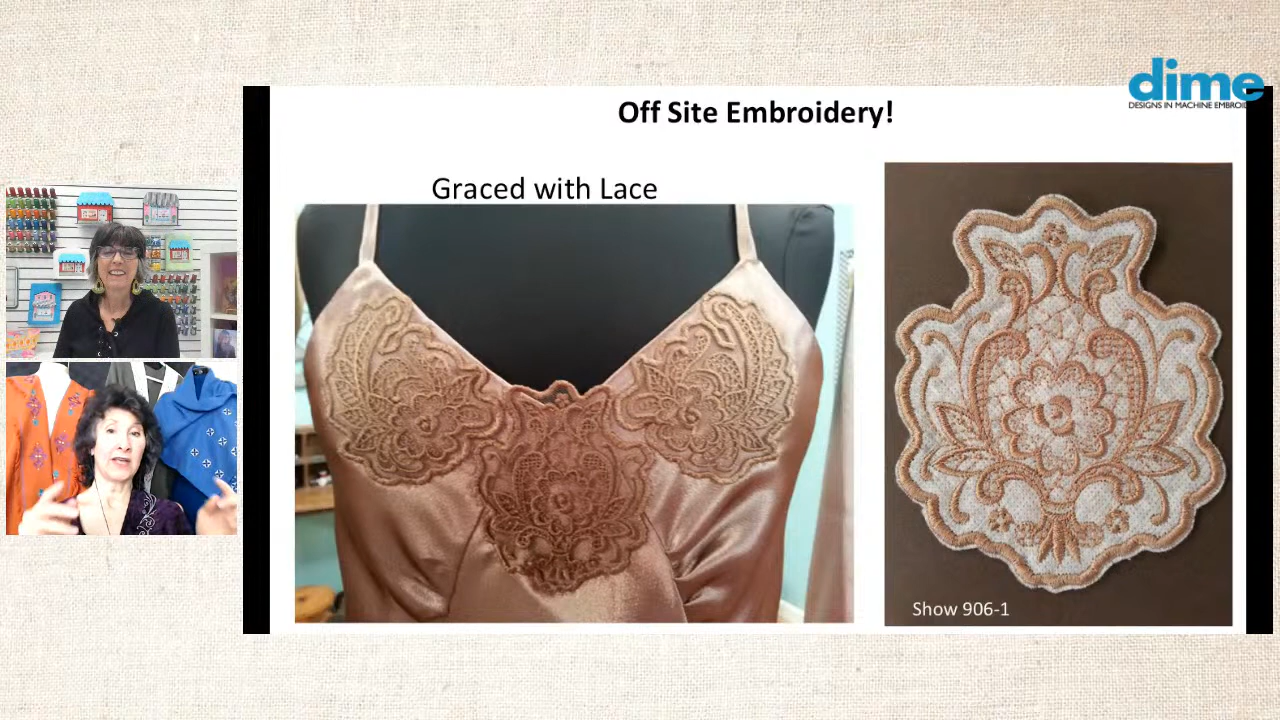 dime
DESIGNS IN MACHINE EMBROI
Off Site Embroidery!
Graced with Lace
Show 906-1